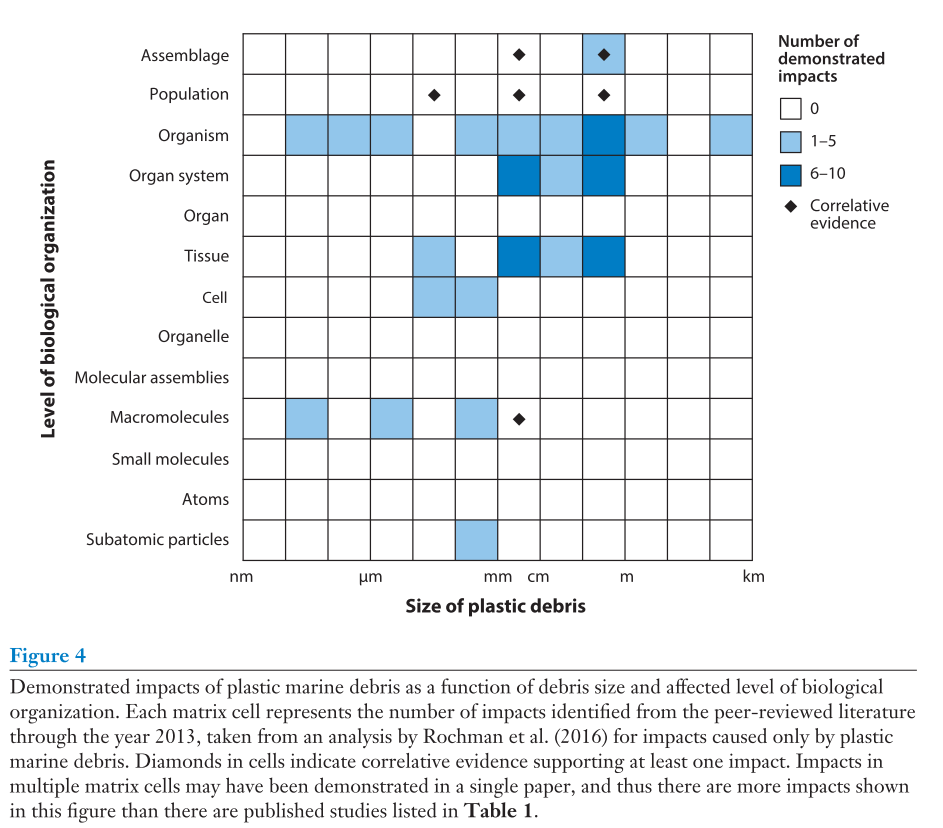 Assemblage
Population
Organism
Organ system
Organ
Tissue
Cell
Organelle
Molecular assemblies
Macromolecules
Small molecules
Atoms
Subatomic particles
Level of biological organization
nm μm mm cm m km
Size of plastic debris
Number of
demonstrated
impacts
0
1–5
6–10
Correlative
evidence
Figure 4
Demonstrated impacts of plastic marine debris as a function of debris size and affected level of biological
organization. Each matrix cell represents the number of impacts identified from the peer-reviewed literature
through the year 2013, taken from an analysis by Rochman et al. (2016) for impacts caused only by plastic
marine debris. Diamonds in cells indicate correlative evidence supporting at least one impact. Impacts in
multiple matrix cells may have been demonstrated in a single paper, and thus there are more impacts shown
in this figure than there are published studies listed in Table 1.